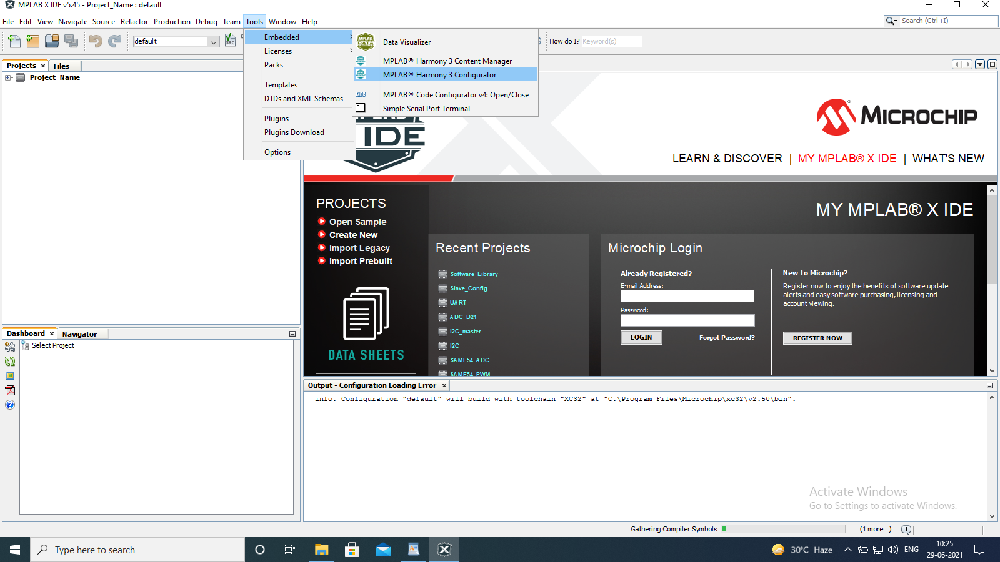 MPLAB X IDE v5.45 - Project_Name : default
File Edit View Navigate Source Refactor Production Debug Team Tools Window Help
Search (Ctrl+I)
default
How do I? Keyword(s)
Embedded
Licenses
Packs
Templates
DTDs and XML Schemas
Plugins
Plugins Download
Options
Data Visualizer
MPLAB® Harmony 3 Content Manager
MPLAB® Harmony 3 Configurator
MPLAB® Code Configurator v4: Open/Close
Simple Serial Port Terminal
Projects
Files
Project_Name
IDE
MICROCHIP
LEARN & DISCOVER | MY MPLAB® X IDE | WHAT'S NEW
PROJECTS
Open Sample
Create New
Import Legacy
Import Prebuilt
DATA SHEETS
MY MPLAB® X IDE
Recent Projects
Software_Library
Slave_Config
UART
ADC_D21
I2C_master
I2C
SAME54_ADC
SAME54_PWM
Microchip Login
Already Registered?
E-mail Address:
Password:
LOGIN
Forgot Password?
New to Microchip?
Register now to enjoy the benefits of software update
alerts and easy software purchasing, licensing and
account viewing.
REGISTER NOW
Dashboard
Navigator
Select Project
Output - Configuration Loading Error
info: Configuration "default" will build with toolchain "XC32" at "C:\Program Files\Microchip\xc32\v2.50\bin".
Activate Windows
Go to Settings to activate Windows.
Gathering Compiler Symbols
(1 more...)
1
Type here to search
30°C Haze
ENG
10:25
29-06-2021